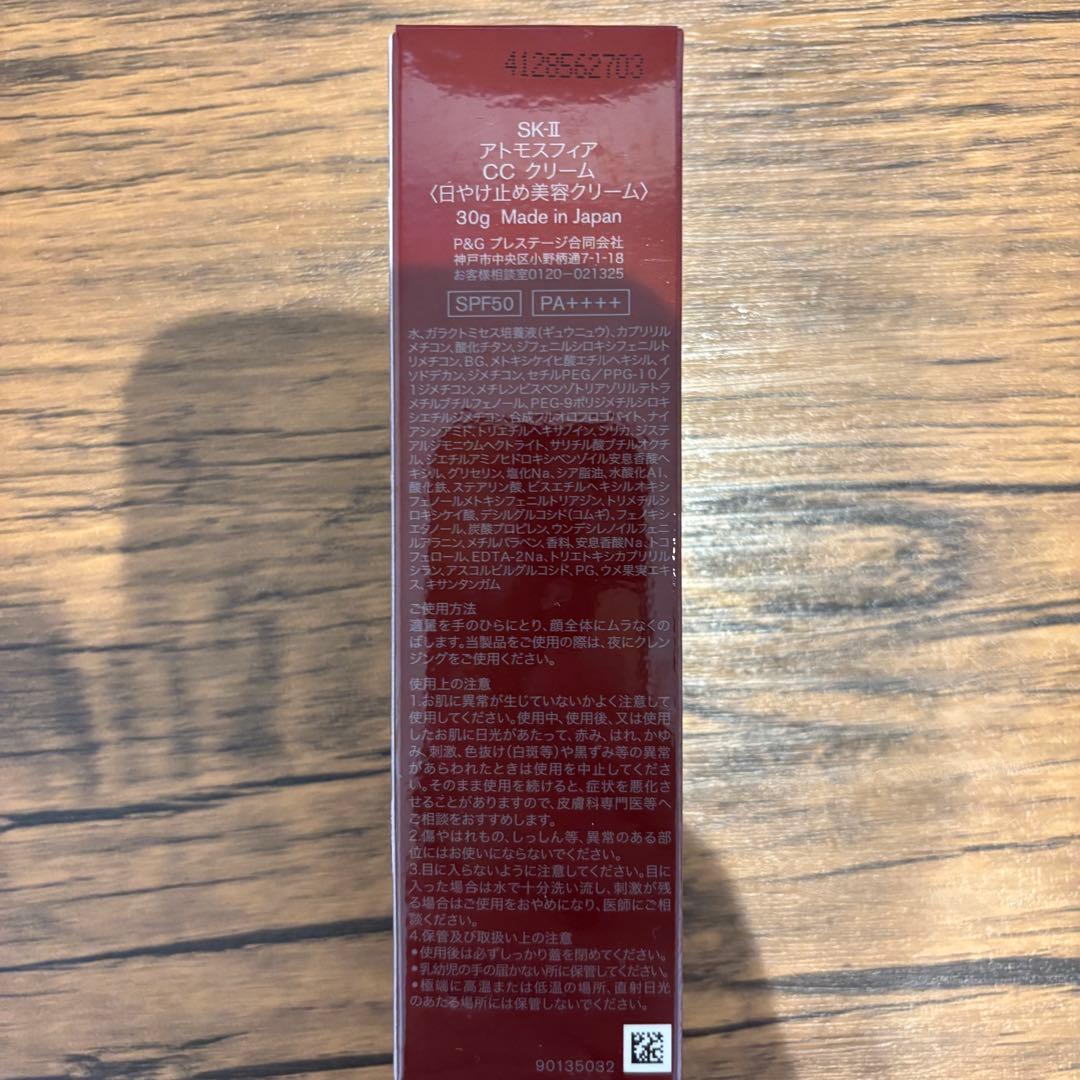 4128562703
SK-Ⅱ
アトモスフィア
CC クリーム
〈日やけ止め美容クリーム〉
30g Made in Japan
P&G プレステージ合同会社
神戸市中央区小野柄通7-1-18
お客様相談室0120-021325
SPF50 PA++++
水、ガラクトミセス培養液(ギュウニュウ)、カプリリル
メチコン、酸化チタン、ジフェニルシロキシフェニルト
リメチコン、BG、メトキシケイヒ酸エチルヘキシル、イ
ソドデカン、ジメチコン、セチルPEG/PPG-10/
1ジメチコン、メチレンビスベンゾトリアゾリルテトラ
メチルブチルフェノール、PEG-9ポリジメチルシロキ
シエチルジメチコン、合成フルオロフロゴパイト、ナイ
アシンアミド、トリエチルヘキサノイン、シリカ、ジステ
アルジモニウムヘクトライト、サリチル酸ブチルオクチ
ル、ジエチルアミノヒドロキシベンゾイル安息香酸ヘ
キシル、グリセリン、塩化Na、シア脂油、水酸化Al、
酸化鉄、ステアリン酸、ビスエチルヘキシルオキシ
フェノールメトキシフェニルトリアジン、トリメチルシ
ロキシケイ酸、デシルグルコシド(コムギ)、フェノキシ
エタノール、炭酸プロピレン、ウンデシレノイルフェニ
ルアラニン、メチルパラベン、香料、安息香酸Na、トコ
フェロール、EDTA-2Na、トリエトキシカプリリル
シラン、アスコルビルグルコシド、PG、ウメ果実エキ
ス、キサンタンガム
ご使用方法
適量を手のひらにとり、顔全体にムラなくの
ばします。当製品をご使用の際は、夜にクレン
ジングをご使用ください。
使用上の注意
1.お肌に異常が生じていないかよく注意して
使用してください。使用中、使用後、又は使用
したお肌に日光があたって、赤み、はれ、かゆ
み、刺激、色抜け(白斑等)や黒ずみ等の異常
があらわれたときは使用を中止してくださ
い。そのまま使用を続けると、症状を悪化さ
せることがありますので、皮膚科専門医等へ
ご相談をおすすめします。
2.傷やはれもの、しっしん等、異常のある部
位にはお使いにならないでください。
3.目に入らないように注意してください。目に
入った場合は水で十分洗い流し、刺激が残
る場合はご使用をおやめになり、医師にご相
談ください。
4.保管及び取扱い上の注意
●使用後は必ずしっかり蓋を閉めてください。
●乳幼児の手の届かない所に保管してください。
●極端に高温または低温の場所、直射日光
のあたる場所には保管しないでください。
90135032